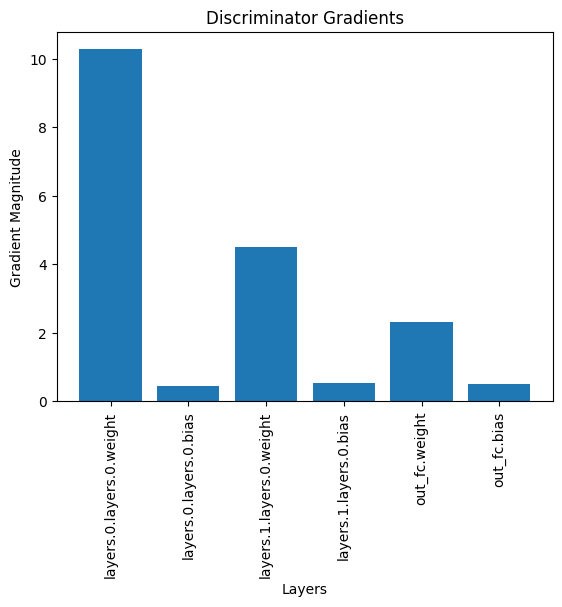 Discriminator Gradients
Gradient Magnitude
10
8
6
4
2
0
layers.0.layers.0.weight
layers.0.layers.0.bias
layers.1.layers.0.weight
layers.1.layers.0.bias
out_fc.weight
out_fc.bias
Layers